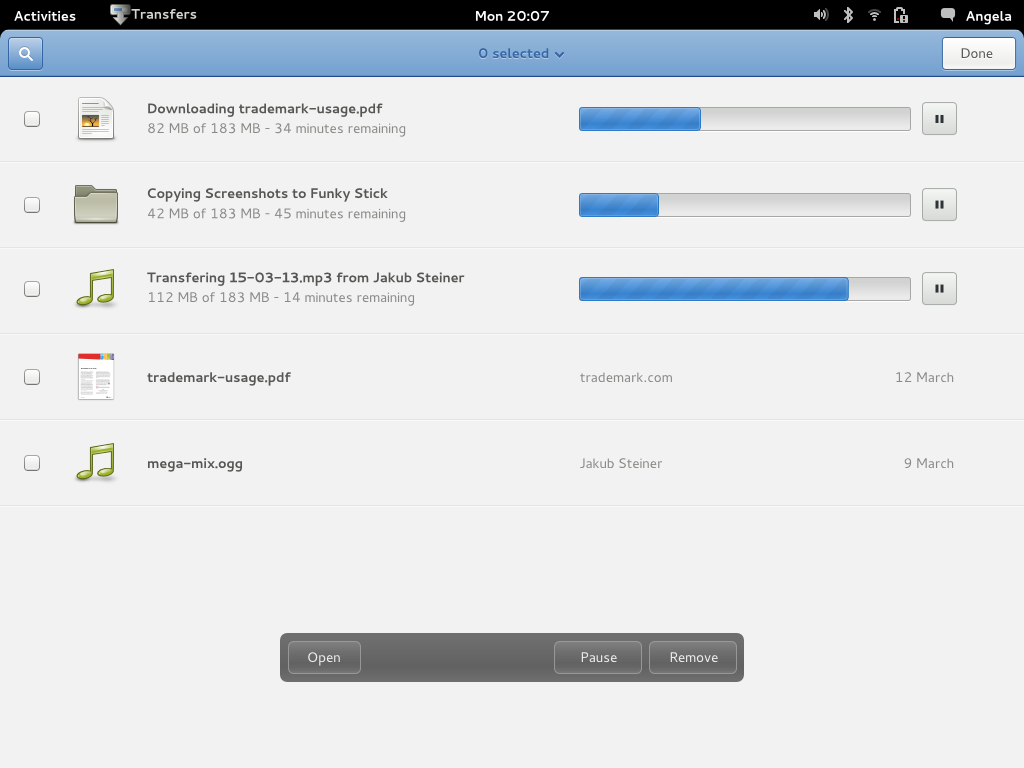 Activities Transfers Mon 20:07 Angela
0 selected Done
Downloading trademark-usage.pdf
82 MB of 183 MB - 34 minutes remaining
Copying Screenshots to Funky Stick
42 MB of 183 MB - 45 minutes remaining
Transfering 15-03-13.mp3 from Jakub Steiner
112 MB of 183 MB - 14 minutes remaining
trademark-usage.pdf trademark.com 12 March
mega-mix.ogg Jakub Steiner 9 March
Open Pause Remove